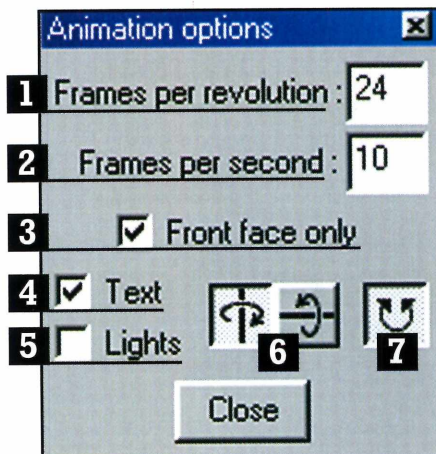 Animation options
1 Frames per revolution : 24
2 Frames per second : 10
3 Front face only
4 Text
5 Lights
6 7
Close